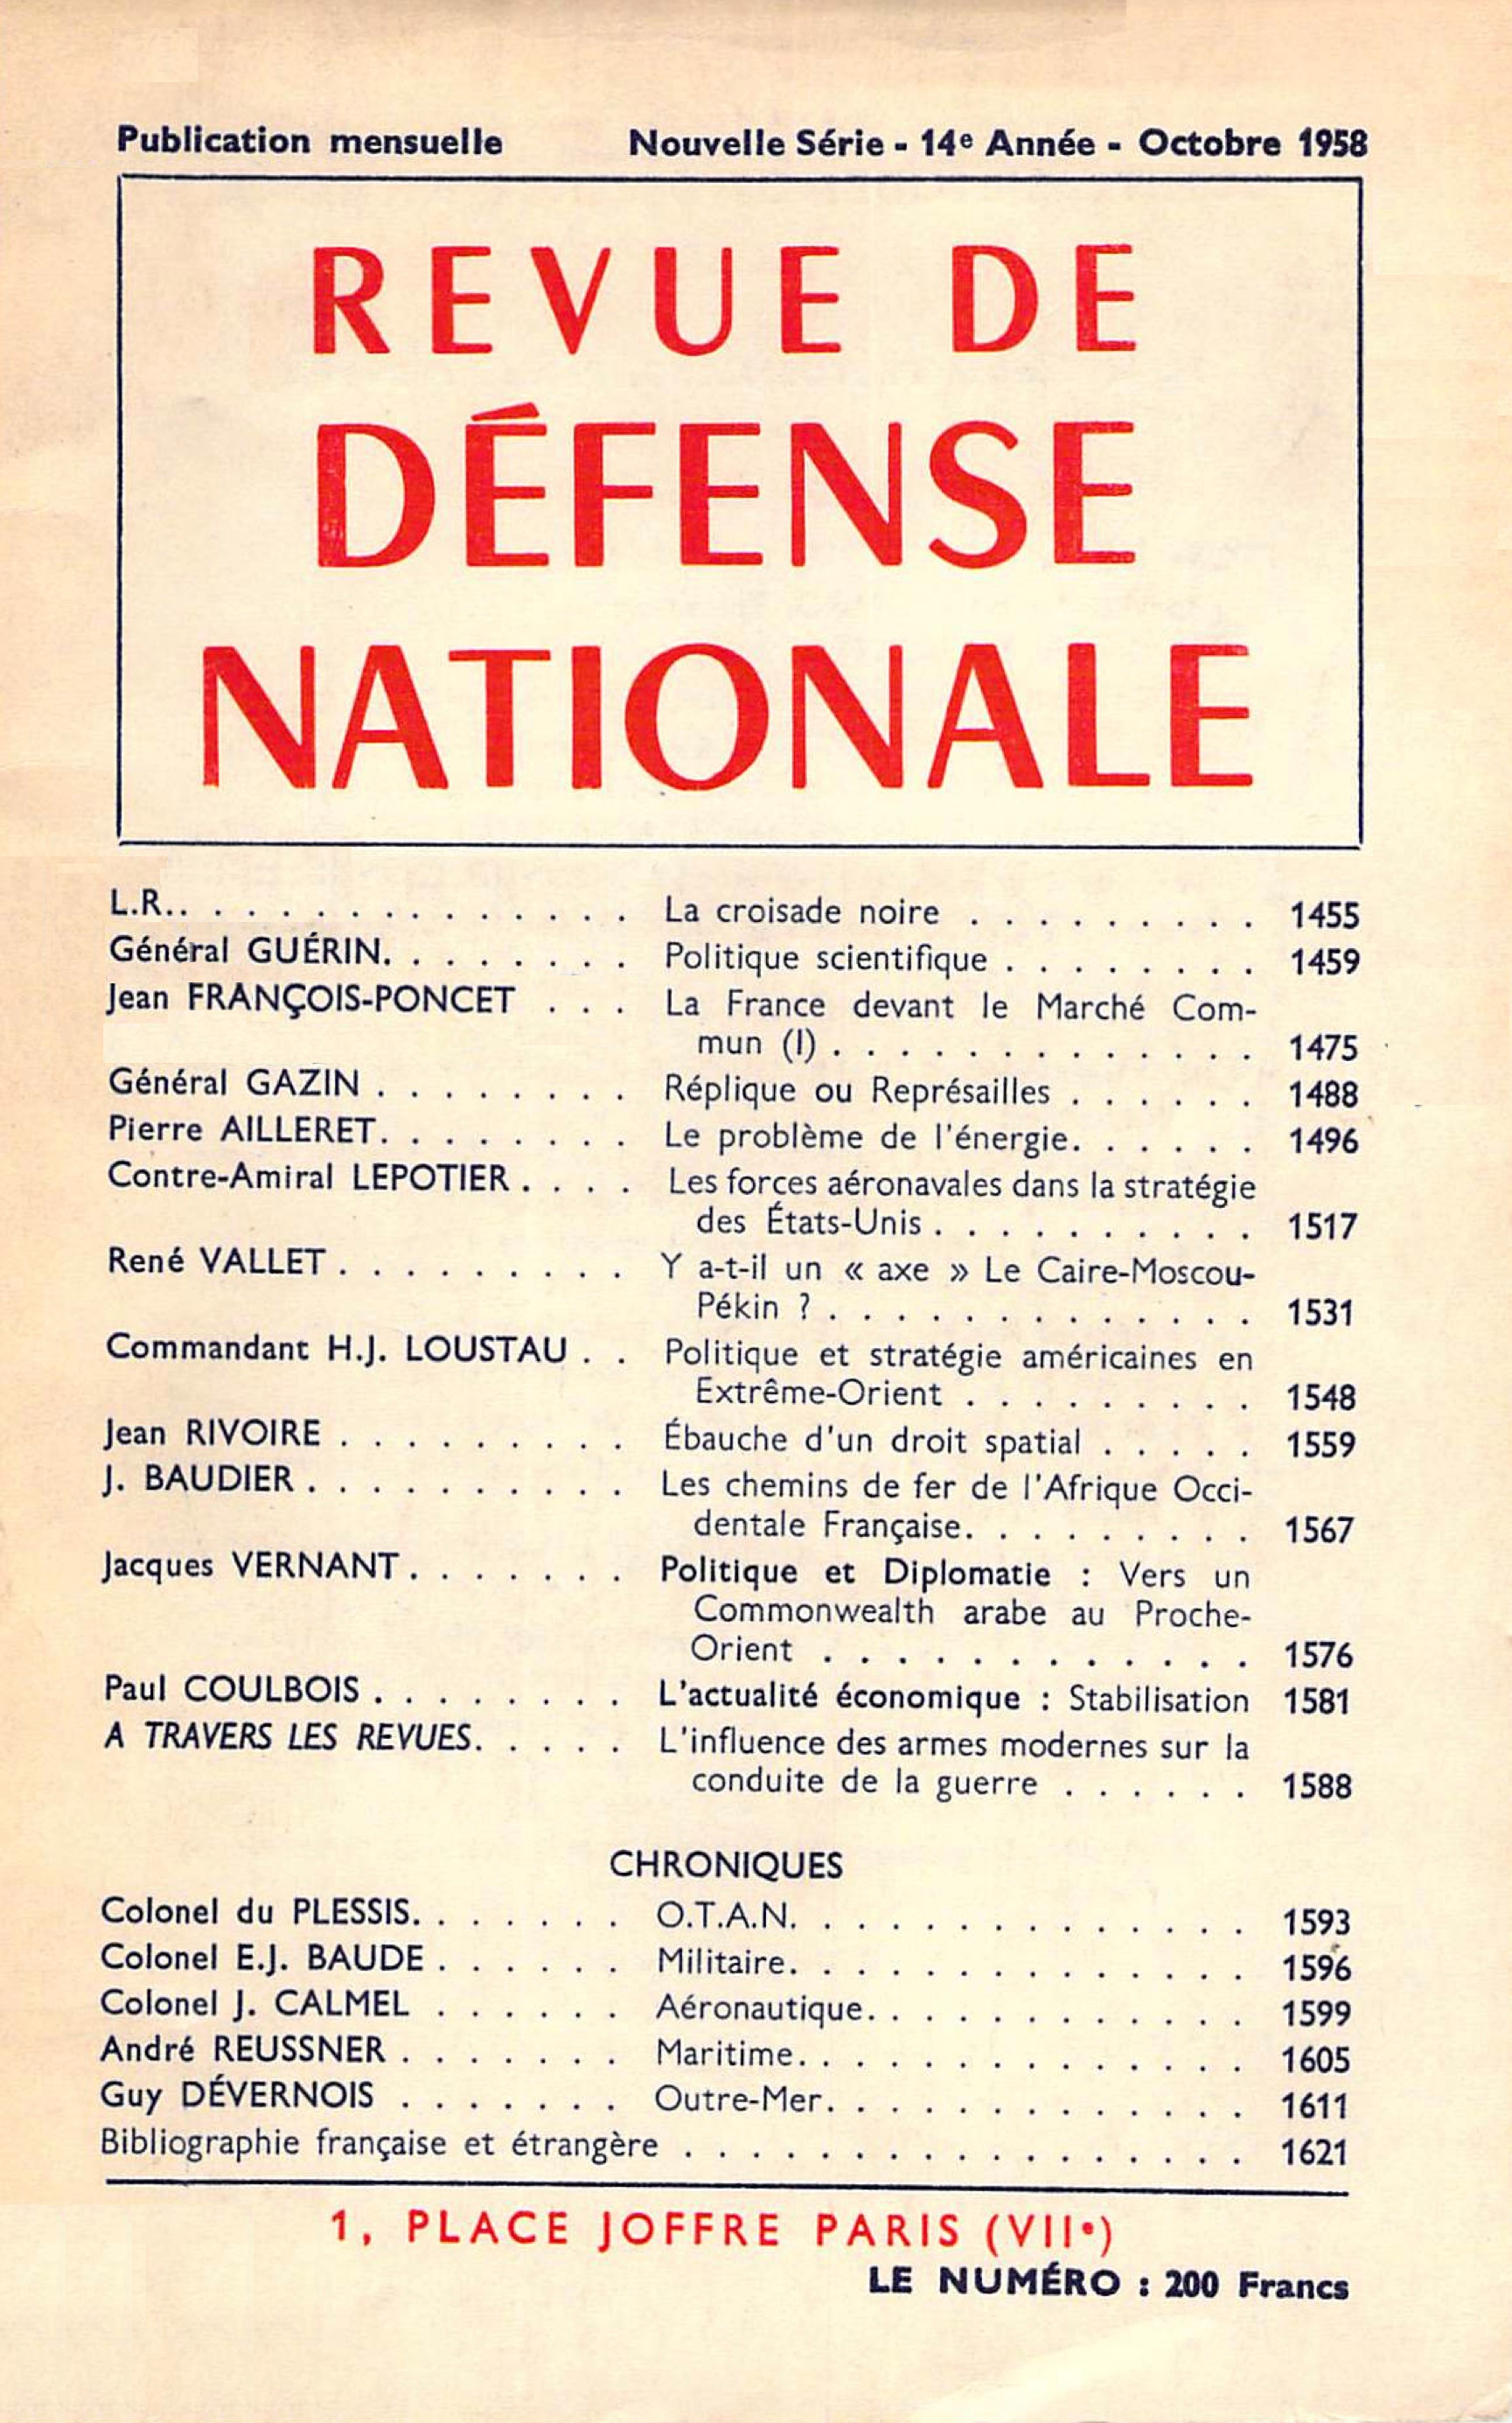 Publication mensuelle Nouvelle Série - 14e Année - Octobre 1958
REVUE DE
DÉFENSE
NATIONALE
L.R. . . . . . . . . . . . . . . La croisade noire . . . . . . . . . 1455
Général GUÉRIN. . . . . . . . Politique scientifique . . . . . . . . 1459
Jean FRANÇOIS-PONCET . . . La France devant le Marché Com-
mun (I) . . . . . . . . . . . . . 1475
Général GAZIN . . . . . . . . Réplique ou Représailles . . . . . . 1488
Pierre AILLERET. . . . . . . . Le problème de l'énergie. . . . . . 1496
Contre-Amiral LEPOTIER . . . . Les forces aéronavales dans la stratégie
des États-Unis . . . . . . . . . . 1517
René VALLET . . . . . . . . . Y a-t-il un « axe » Le Caire-Moscou-
Pékin ? . . . . . . . . . . . . . 1531
Commandant H.J. LOUSTAU . . Politique et stratégie américaines en
Extrême-Orient . . . . . . . . . 1548
Jean RIVOIRE . . . . . . . . . Ébauche d'un droit spatial . . . . . 1559
J. BAUDIER . . . . . . . . . . Les chemins de fer de l'Afrique Occi-
dentale Française. . . . . . . . . 1567
Jacques VERNANT. . . . . . . Politique et Diplomatie : Vers un
Commonwealth arabe au Proche-
Orient . . . . . . . . . . . . . 1576
Paul COULBOIS . . . . . . . . L'actualité économique : Stabilisation 1581
A TRAVERS LES REVUES. . . . . L'influence des armes modernes sur la
conduite de la guerre . . . . . . 1588
CHRONIQUES
Colonel du PLESSIS. . . . . . . O.T.A.N. . . . . . . . . . . . . . 1593
Colonel E.J. BAUDE . . . . . . Militaire. . . . . . . . . . . . . . 1596
Colonel J. CALMEL . . . . . . Aéronautique. . . . . . . . . . . . 1599
André REUSSNER . . . . . . . Maritime. . . . . . . . . . . . . . 1605
Guy DÉVERNOIS . . . . . . . Outre-Mer. . . . . . . . . . . . . 1611
Bibliographie française et étrangère . . . . . . . . . . . . . . . . . 1621
1, PLACE JOFFRE PARIS (VIIe)
LE NUMÉRO : 200 Francs